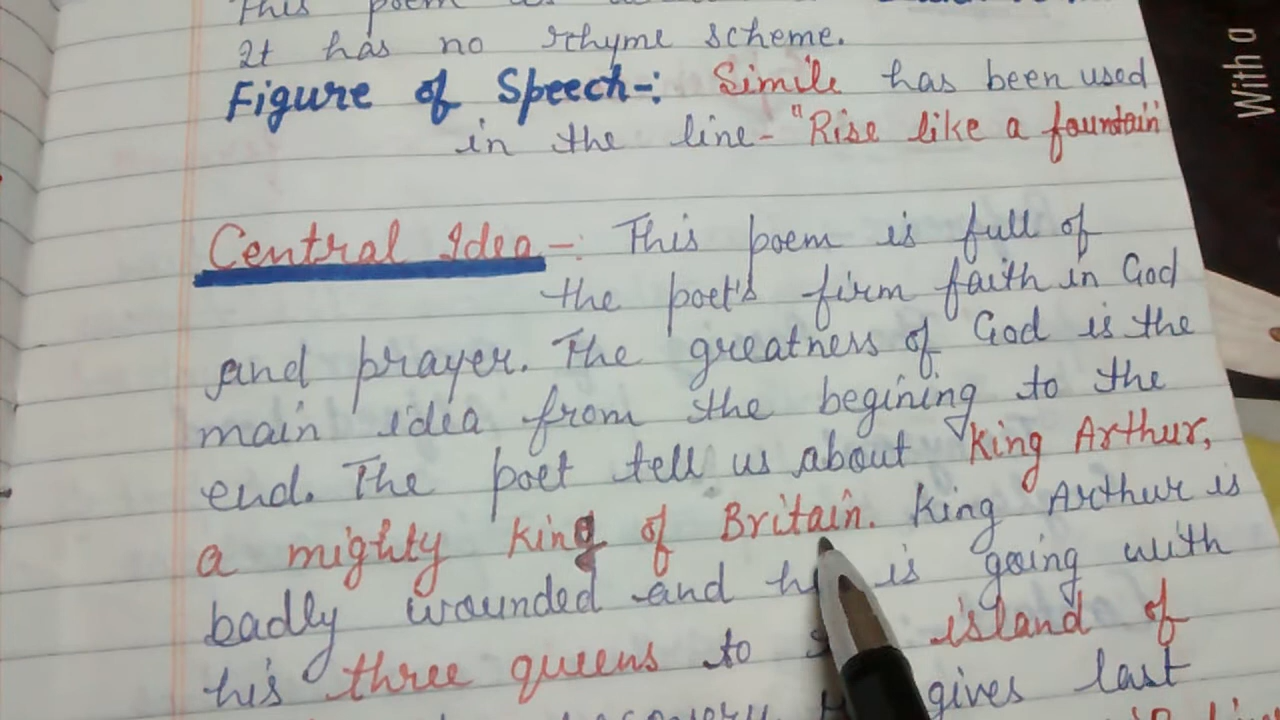 This poem
It has no rhyme scheme.
Figure of Speech-: Simile has been used
in the line- "Rise like a fountain"
Central Idea -: This poem is full of
the poet's firm faith in God
and prayer. The greatness of God is the
main idea from the begining to the
end. The poet tell us about King Arthur,
a mighty king of Britain. King Arthur is
badly wounded and is going with
his three queens to island of
gives last
With a